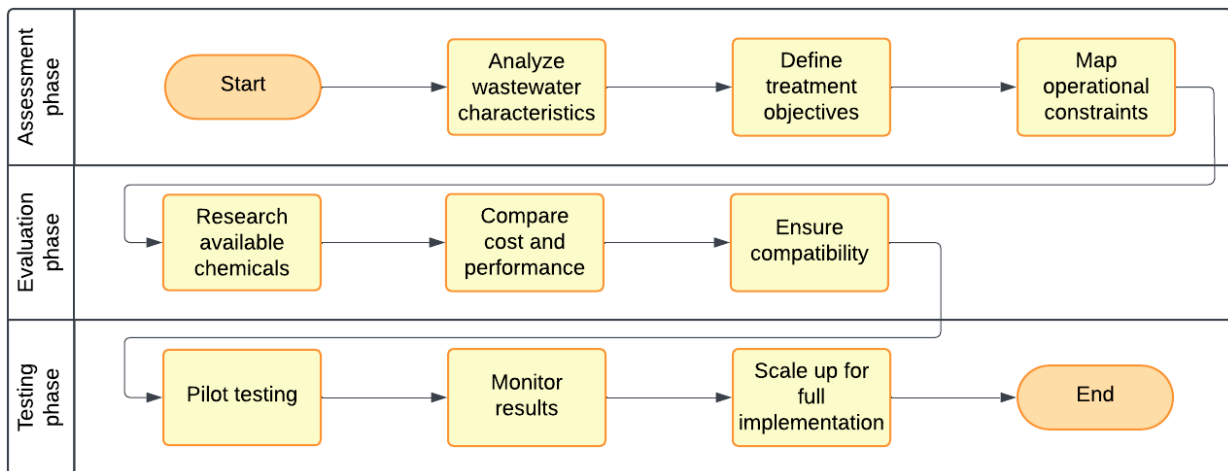 Assessment
phase
Start
Analyze
wastewater
characteristics
Define
treatment
objectives
Map
operational
constraints
Evaluation
phase
Research
available
chemicals
Compare
cost and
performance
Ensure
compatibility
Testing
phase
Pilot testing
Monitor
results
Scale up for
full
implementation
End